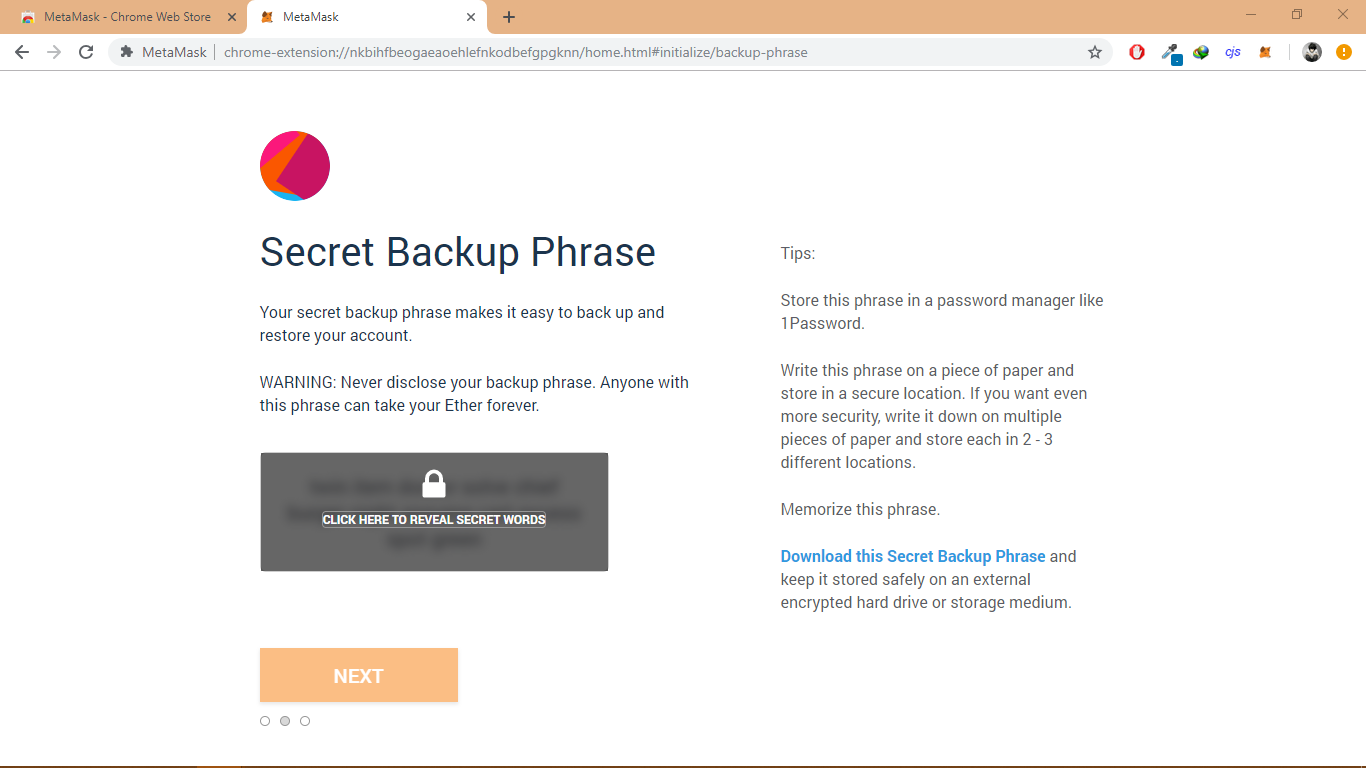 MetaMask - Chrome Web Store
MetaMask
MetaMask
chrome-extension://nkbihfbeogaeaoehlefnkodbefgpgknn/home.html#initialize/backup-phrase
cjs
Secret Backup Phrase
Your secret backup phrase makes it easy to back up and
restore your account.
WARNING: Never disclose your backup phrase. Anyone with
this phrase can take your Ether forever.
CLICK HERE TO REVEAL SECRET WORDS
NEXT
Tips:
Store this phrase in a password manager like
1Password.
Write this phrase on a piece of paper and
store in a secure location. If you want even
more security, write it down on multiple
pieces of paper and store each in 2 - 3
different locations.
Memorize this phrase.
Download this Secret Backup Phrase and
keep it stored safely on an external
encrypted hard drive or storage medium.